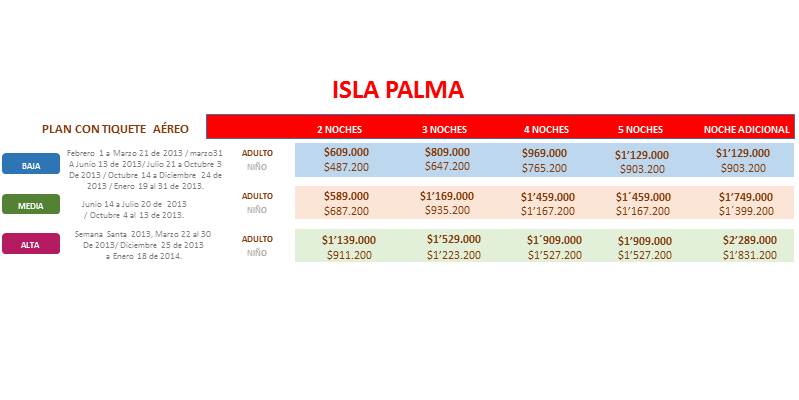 ISLA PALMA
PLAN CON TIQUETE AÉREO 2 NOCHES 3 NOCHES 4 NOCHES 5 NOCHES NOCHE ADICIONAL
BAJA
Febrero 1 a Marzo 21 de 2013 / marzo31
A Junio 13 de 2013/ Julio 21 a Octubre 3
De 2013 / Octubre 14 a Diciembre 24 de
2013 / Enero 19 al 31 de 2013.
ADULTO $609.000 $809.000 $969.000 $1’129.000 $1’129.000
NIÑO $487.200 $647.200 $765.200 $903.200 $903.200
MEDIA
Junio 14 a Julio 20 de 2013
/ Octubre 4 al 13 de 2013.
ADULTO $589.000 $1’169.000 $1’459.000 $1´459.000 $1’749.000
NIÑO $687.200 $935.200 $1’167.200 $1’167.200 $1´399.200
ALTA
Semana Santa 2013, Marzo 22 al 30
De 2013/ Diciembre 25 de 2013
a Enero 18 de 2014.
ADULTO $1’139.000 $1’529.000 $1´909.000 $1’909.000 $2’289.000
NIÑO $911.200 $1’223.200 $1’527.200 $1’527.200 $1’831.200